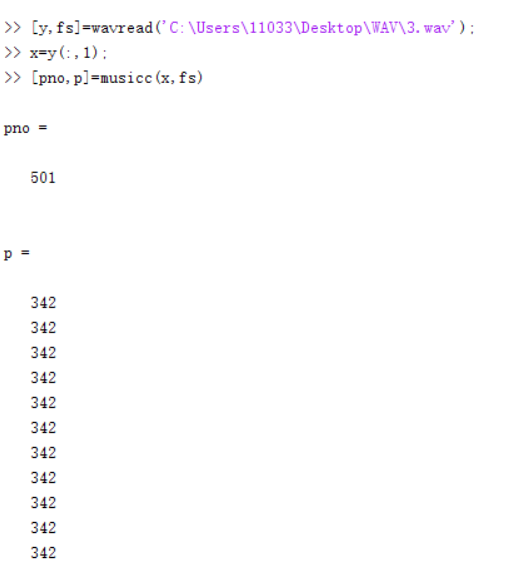 >> [y,fs]=wavread('C:\Users\11033\Desktop\WAV\3.wav');
>> x=y(:,1);
>> [pno,p]=musicc(x,fs)
pno =
501
p =
342
342
342
342
342
342
342
342
342
342
342